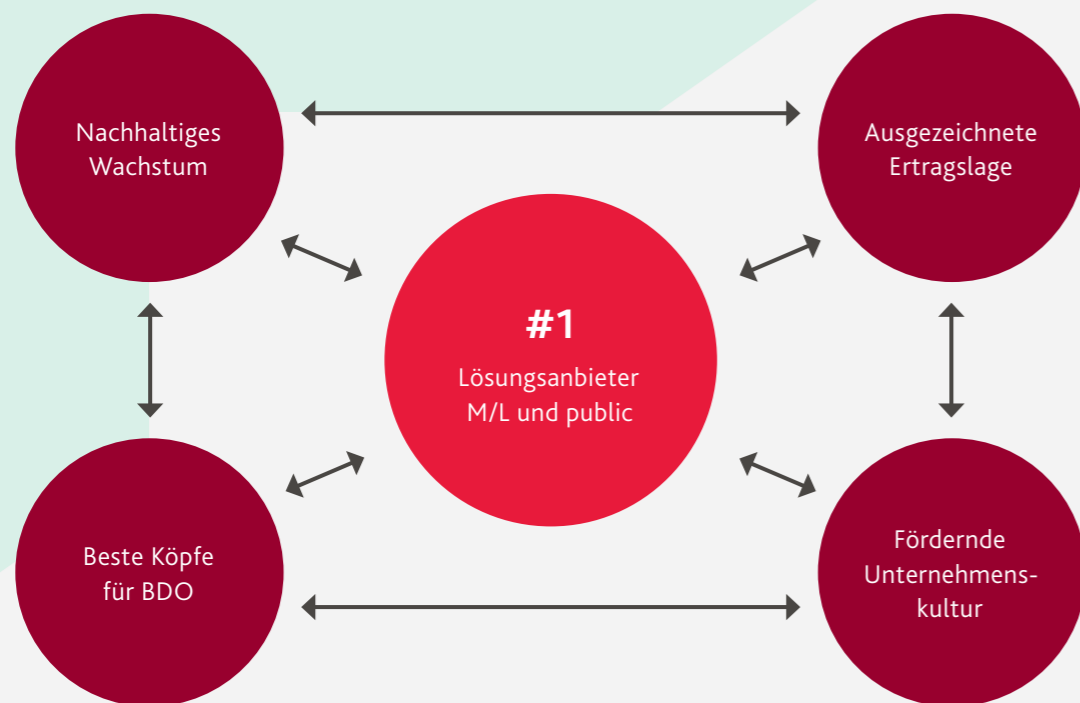 Nachhaltiges
Wachstum
Ausgezeichnete
Ertragslage
#1
Lösungsanbieter
M/L und public
Beste Köpfe
für BDO
Fördernde
Unternehmens-
kultur